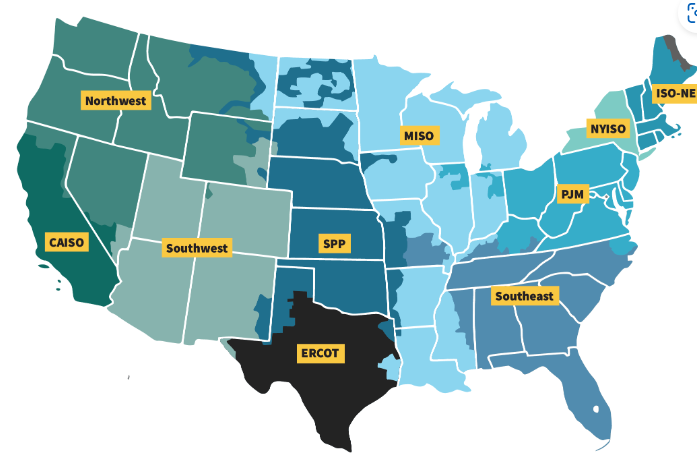 ISO-NE
Northwest
NYISO
MISO
PJM
CAISO
Southwest
SPP
Southeast
ERCOT